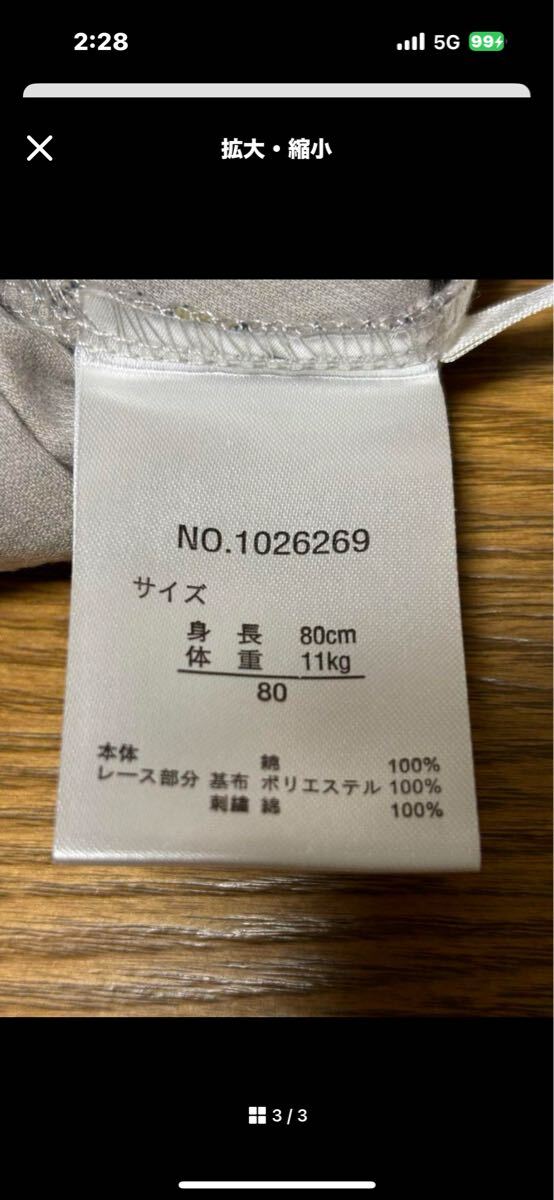 2:28
5G 99
拡大・縮小
NO.1026269
サイズ
身長 80cm
体重 11kg
80
本体 綿 100%
レース部分 基布 ポリエステル 100%
刺繍 綿 100%
3 / 3